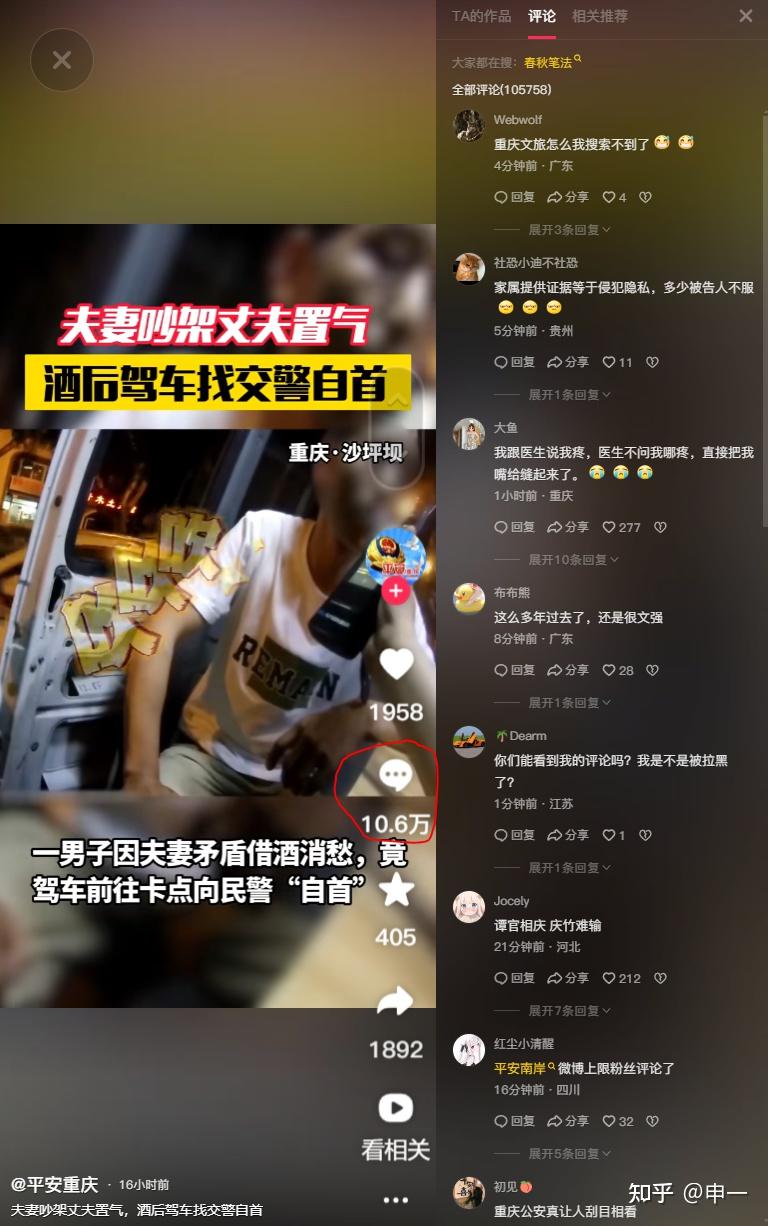 TA的作品 评论 相关推荐
大家都在搜：春秋笔法
全部评论(105758)
Webwolf
重庆文旅怎么我搜索不到了
4分钟前 · 广东
回复 分享 4
展开3条回复
社恐小迪不社恐
家属提供证据等于侵犯隐私，多少被告人不服
5分钟前 · 贵州
回复 分享 11
展开1条回复
大鱼
我跟医生说我疼，医生不问我哪疼，直接把我
嘴给缝起来了。
1小时前 · 重庆
回复 分享 277
展开10条回复
布布熊
这么多年过去了，还是很文强
8分钟前 · 广东
回复 分享 28
展开1条回复
Dearm
你们能看到我的评论吗？我是不是被拉黑
了？
1分钟前 · 江苏
回复 分享 1
展开1条回复
Jocely
谭官相庆 庆竹难输
21分钟前 · 河北
回复 分享 212
展开7条回复
红尘小清醒
平安南岸 微博上限粉丝评论了
16分钟前 · 四川
回复 分享 32
展开5条回复
初见
重庆公安真让人刮目相看
夫妻吵架丈夫置气
酒后驾车找交警自首
重庆·沙坪坝
吹吹吹
REMAIN
1958
10.6万
一男子因夫妻矛盾借酒消愁，竟
驾车前往卡点向民警“自首”
405
1892
看相关
@平安重庆 · 16小时前
夫妻吵架丈夫置气，酒后驾车找交警自首
知乎 @申一